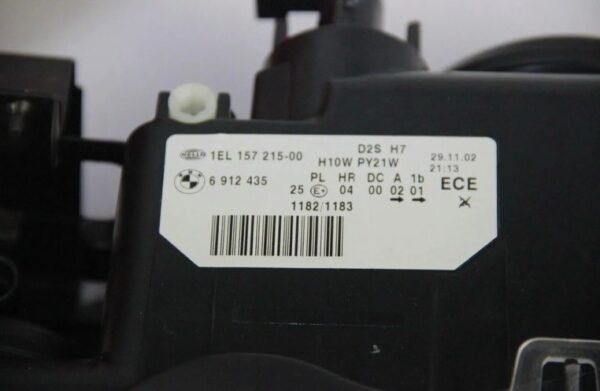 HELLA 1EL 157 215-00 D2S H7 29.11.02
H10W PY21W 21:13
6 912 435 PL HR DC A 1b ECE
25 E 04 00 02 01
1182/1183